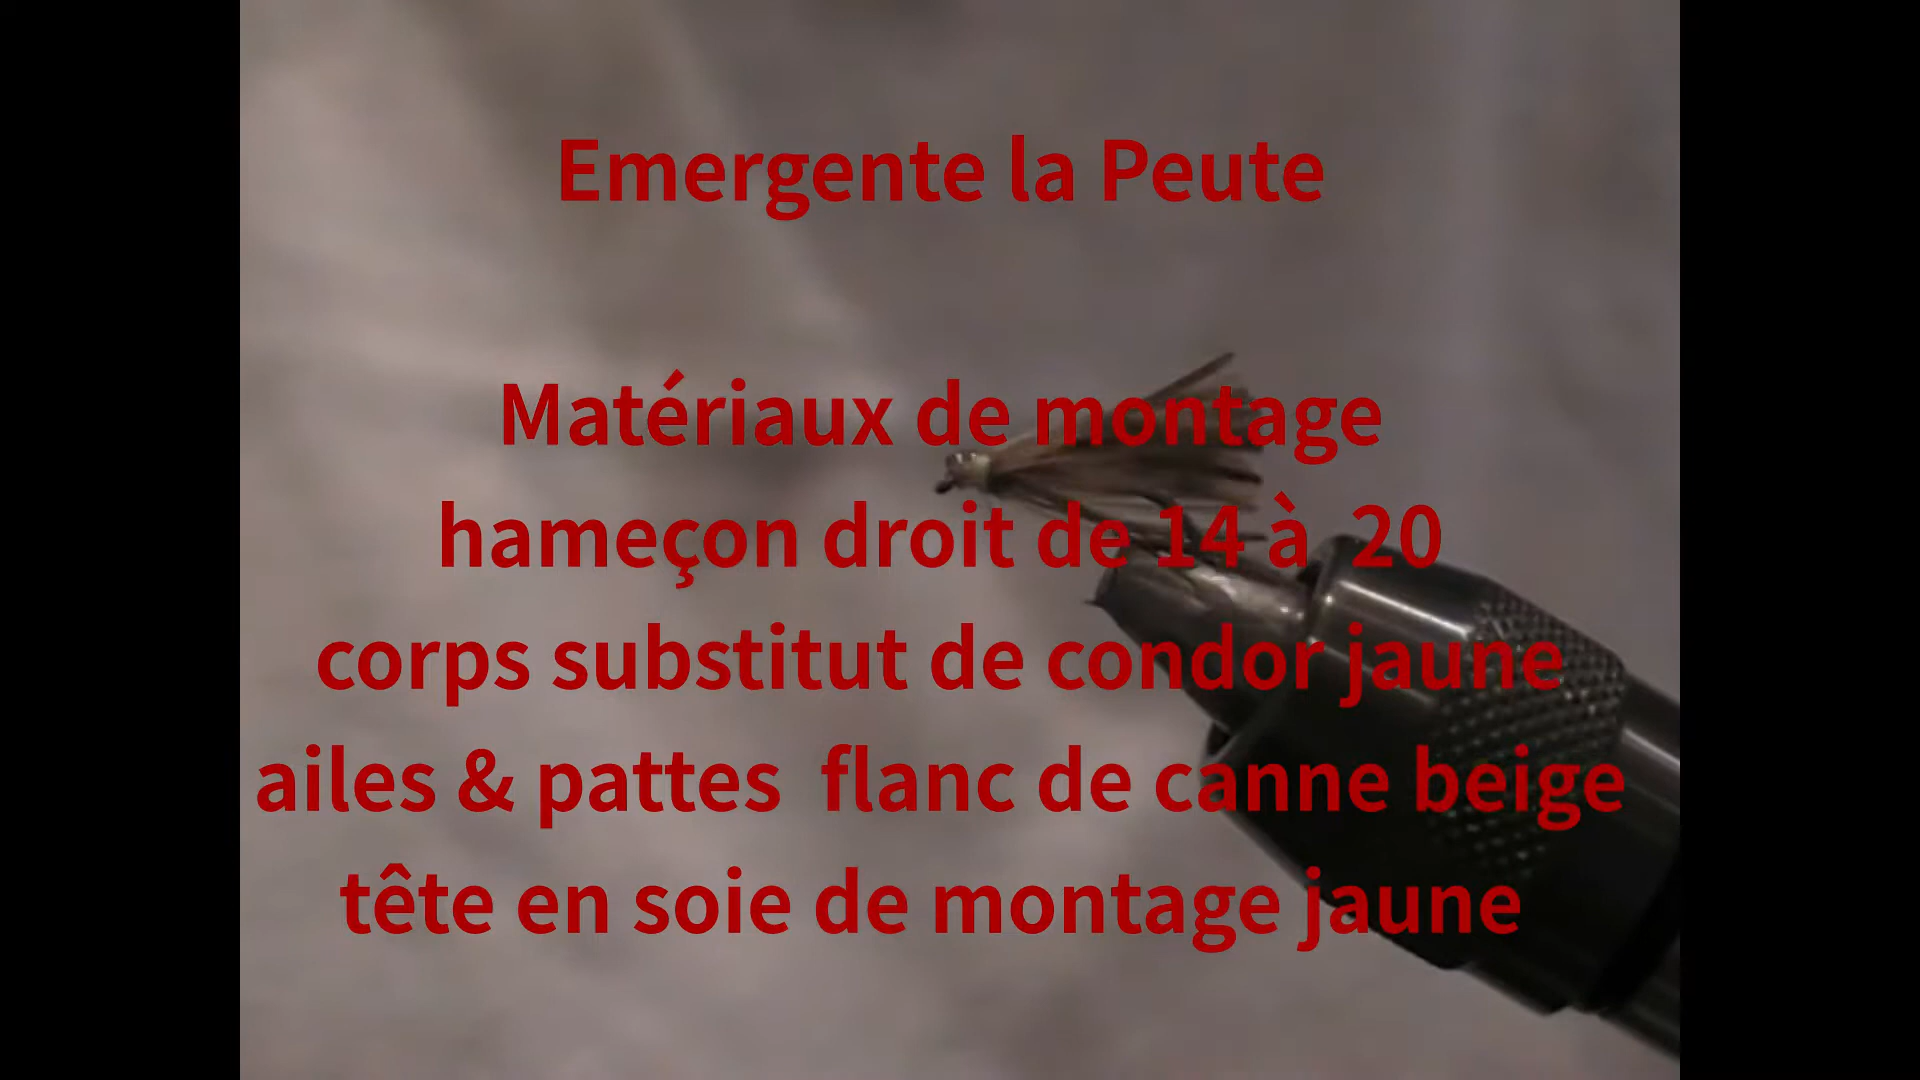 Emergente la Peute
Matériaux de montage
hameçon droit de 14 à 20
corps substitut de condor jaune
ailes & pattes flanc de canne beige
tête en soie de montage jaune